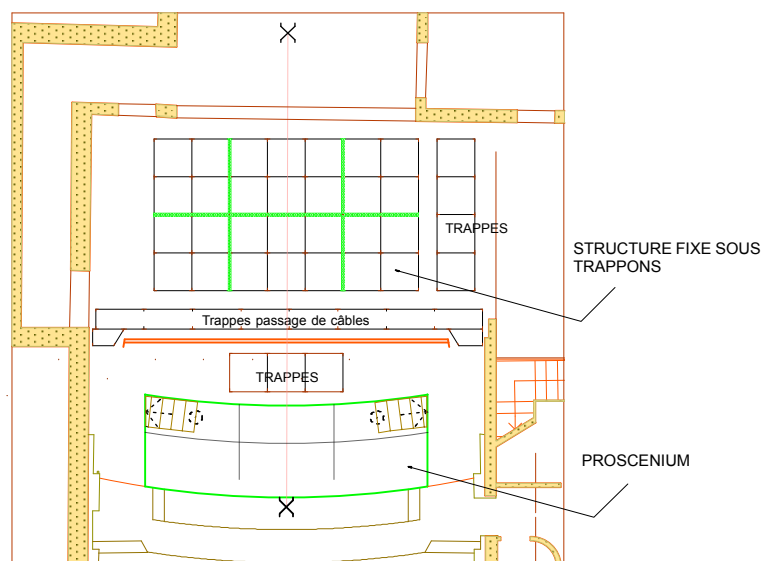 TRAPPES
STRUCTURE FIXE SOUS
TRAPPONS
Trappes passage de câbles
TRAPPES
PROSCENIUM